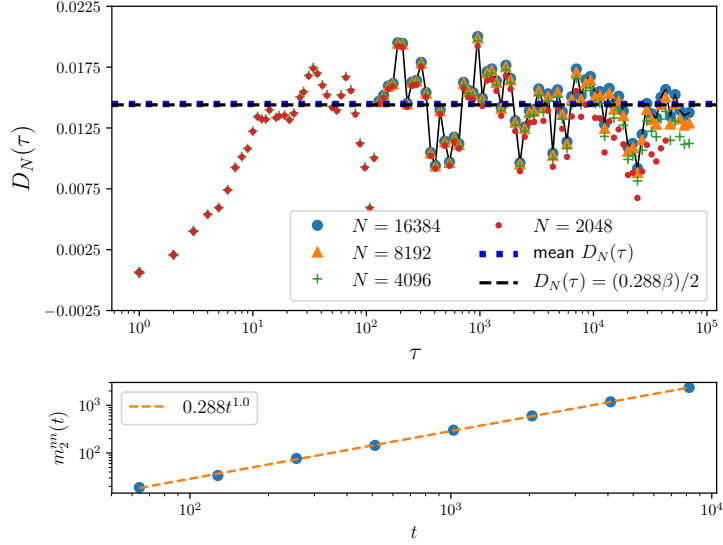 0.0225
0.0175
0.0125
0.0075
0.0025
−0.0025
D_N(τ)
N = 16384
N = 8192
N = 4096
N = 2048
mean D_N(τ)
D_N(τ) = (0.288β)/2
10^0
10^1
10^2
10^3
10^4
10^5
τ
10^3
10^2
m_2^{nn}(t)
0.288t^{1.0}
10^2
10^3
10^4
t